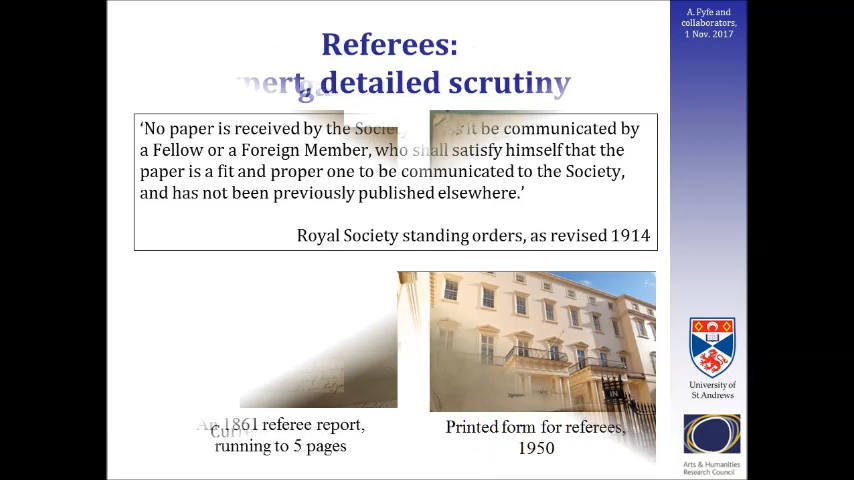 A. Fyfe and
collaborators,
1 Nov. 2017
Referees:
detailed scrutiny
‘No paper is received by the Society it be communicated by
a Fellow or a Foreign Member, who shall satisfy himself that the
paper is a fit and proper one to be communicated to the Society,
and has not been previously published elsewhere.’
Royal Society standing orders, as revised 1914
An 1861 referee report,
running to 5 pages
Printed form for referees,
1950
University of
St Andrews
Arts & Humanities
Research Council